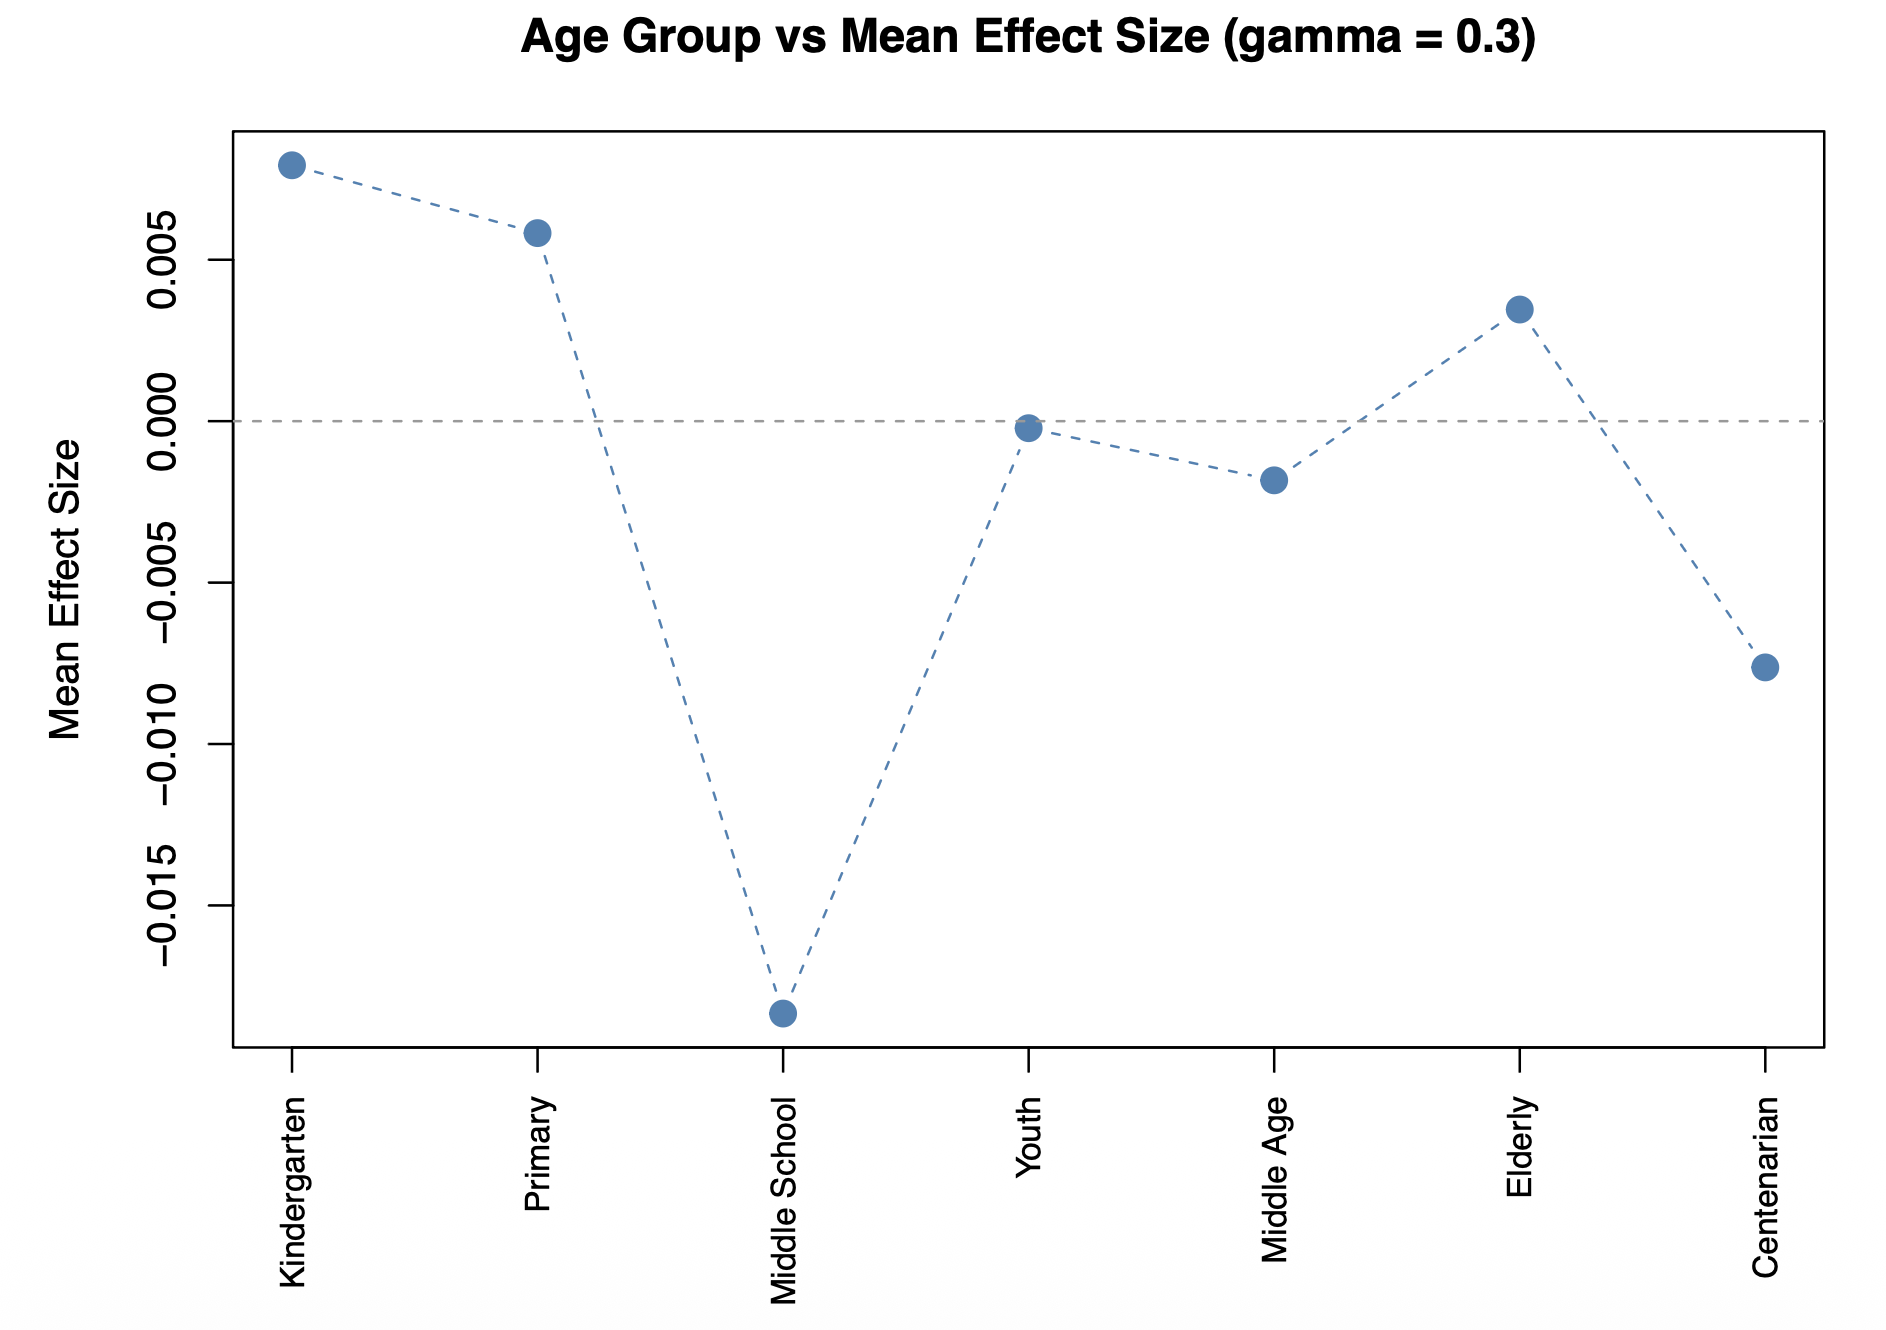 Age Group vs Mean Effect Size (gamma = 0.3)
Mean Effect Size
0.005
0.000
−0.005
−0.010
−0.015
Kindergarten
Primary
Middle School
Youth
Middle Age
Elderly
Centenarian